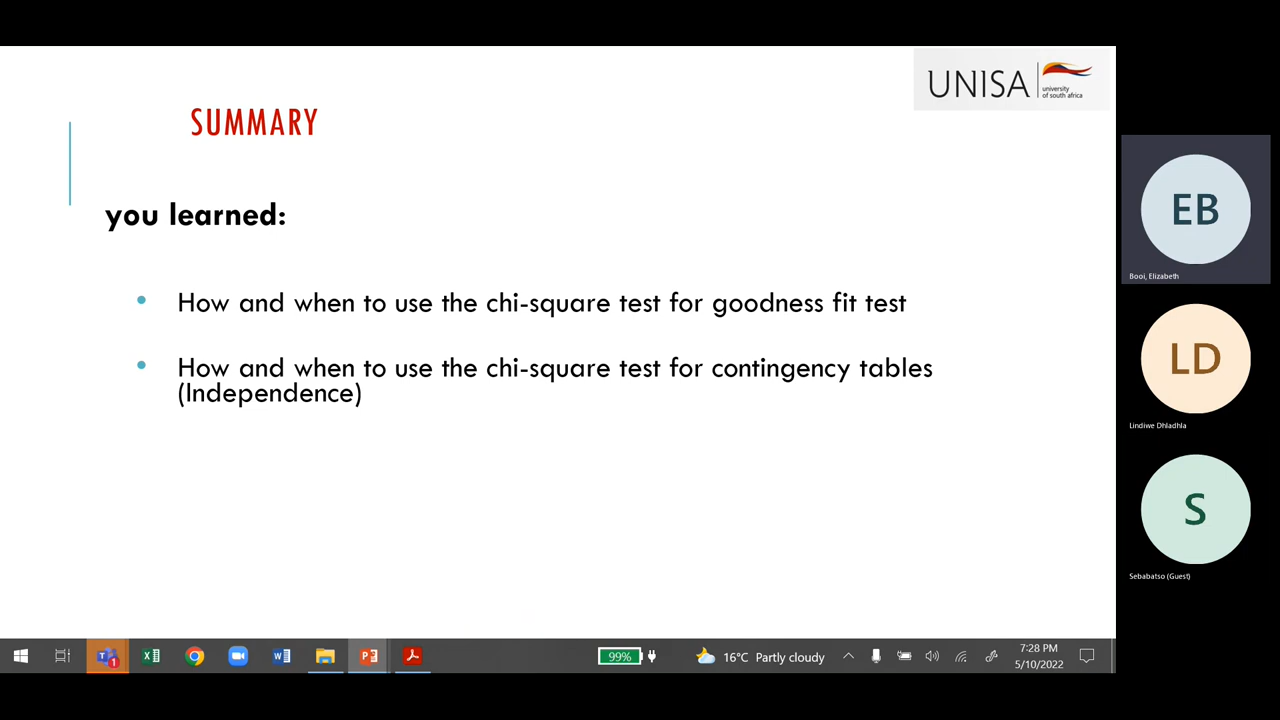 UNISA
university
of south africa
SUMMARY
you learned:
• How and when to use the chi-square test for goodness fit test
• How and when to use the chi-square test for contingency tables
(Independence)
EB
Booi, Elizabeth
LD
Lindiwe Dhladhla
S
Sebabatso (Guest)
99%
16°C Partly cloudy
7:28 PM
5/10/2022